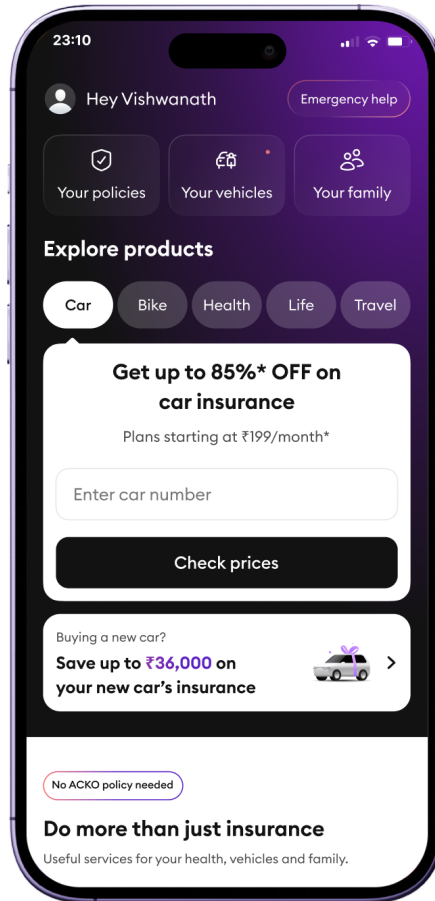 23:10
Hey Vishwanath
Emergency help
Your policies
Your vehicles
Your family
Explore products
Car
Bike
Health
Life
Travel
Get up to 85%* OFF on
car insurance
Plans starting at ₹199/month*
Enter car number
Check prices
Buying a new car?
Save up to ₹36,000 on
your new car's insurance
No ACKO policy needed
Do more than just insurance
Useful services for your health, vehicles and family.